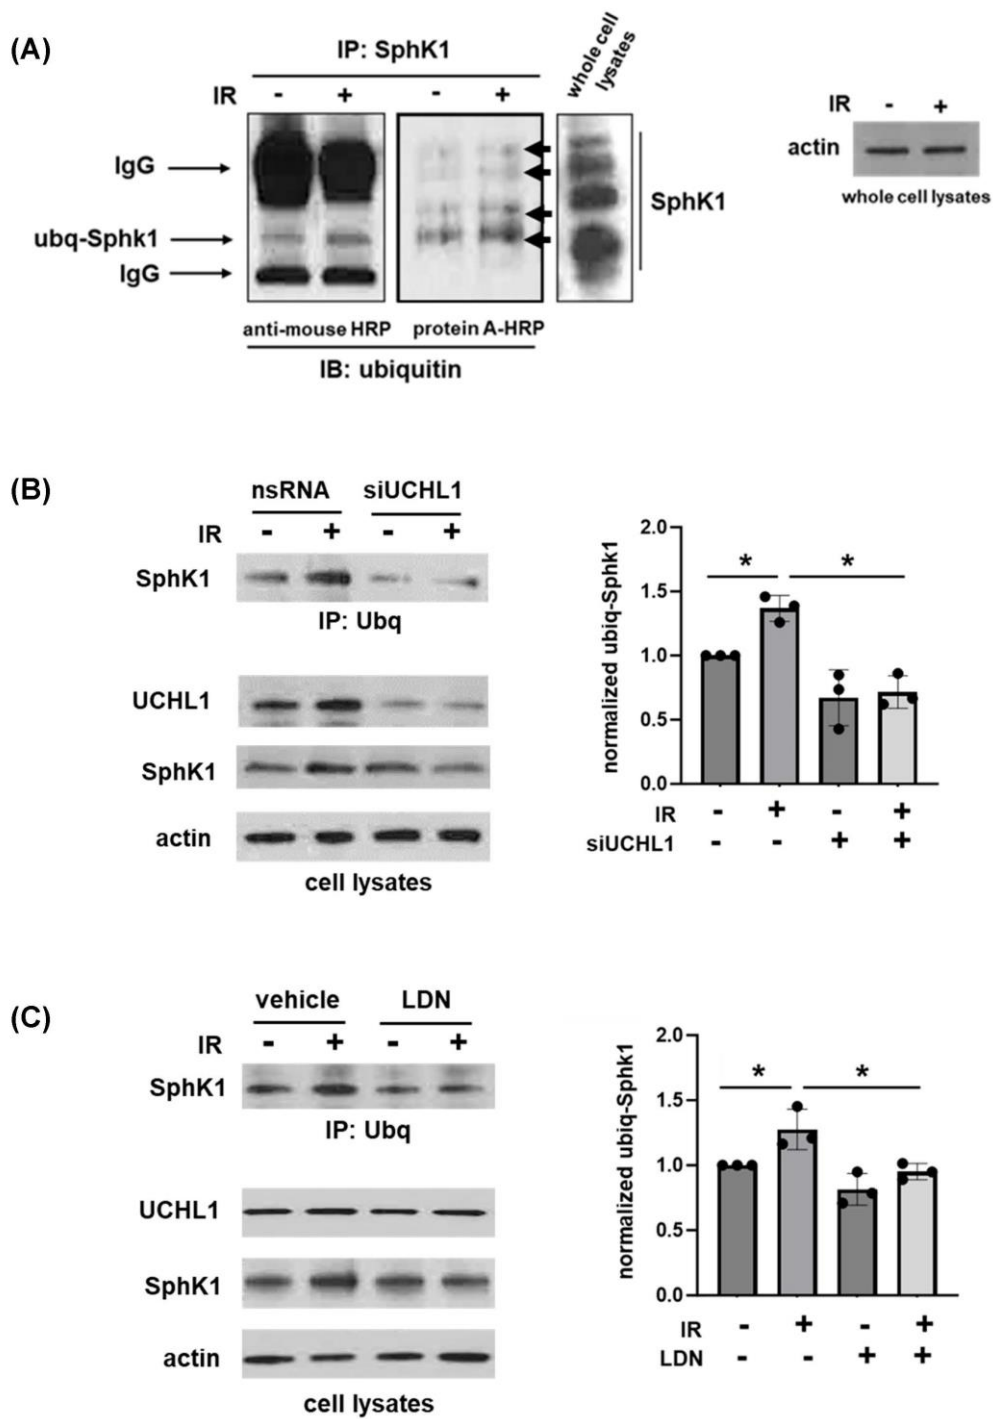 (A)
IP: SphK1
whole cell
lysates
IR - + - +
IgG
ubq-Sphk1
IgG
SphK1
anti-mouse HRP protein A-HRP
IB: ubiquitin
IR - +
actin
whole cell lysates
(B)
nsRNA siUCHL1
IR - + - +
SphK1
IP: Ubq
UCHL1
SphK1
actin
cell lysates
normalized ubiq-Sphk1
2.0
1.5
1.0
0.5
0.0
* *
IR - + - +
siUCHL1 - - + +
(C)
vehicle LDN
IR - + - +
SphK1
IP: Ubq
UCHL1
SphK1
actin
cell lysates
normalized ubiq-Sphk1
2.0
1.5
1.0
0.5
0.0
* *
IR - + - +
LDN - - + +